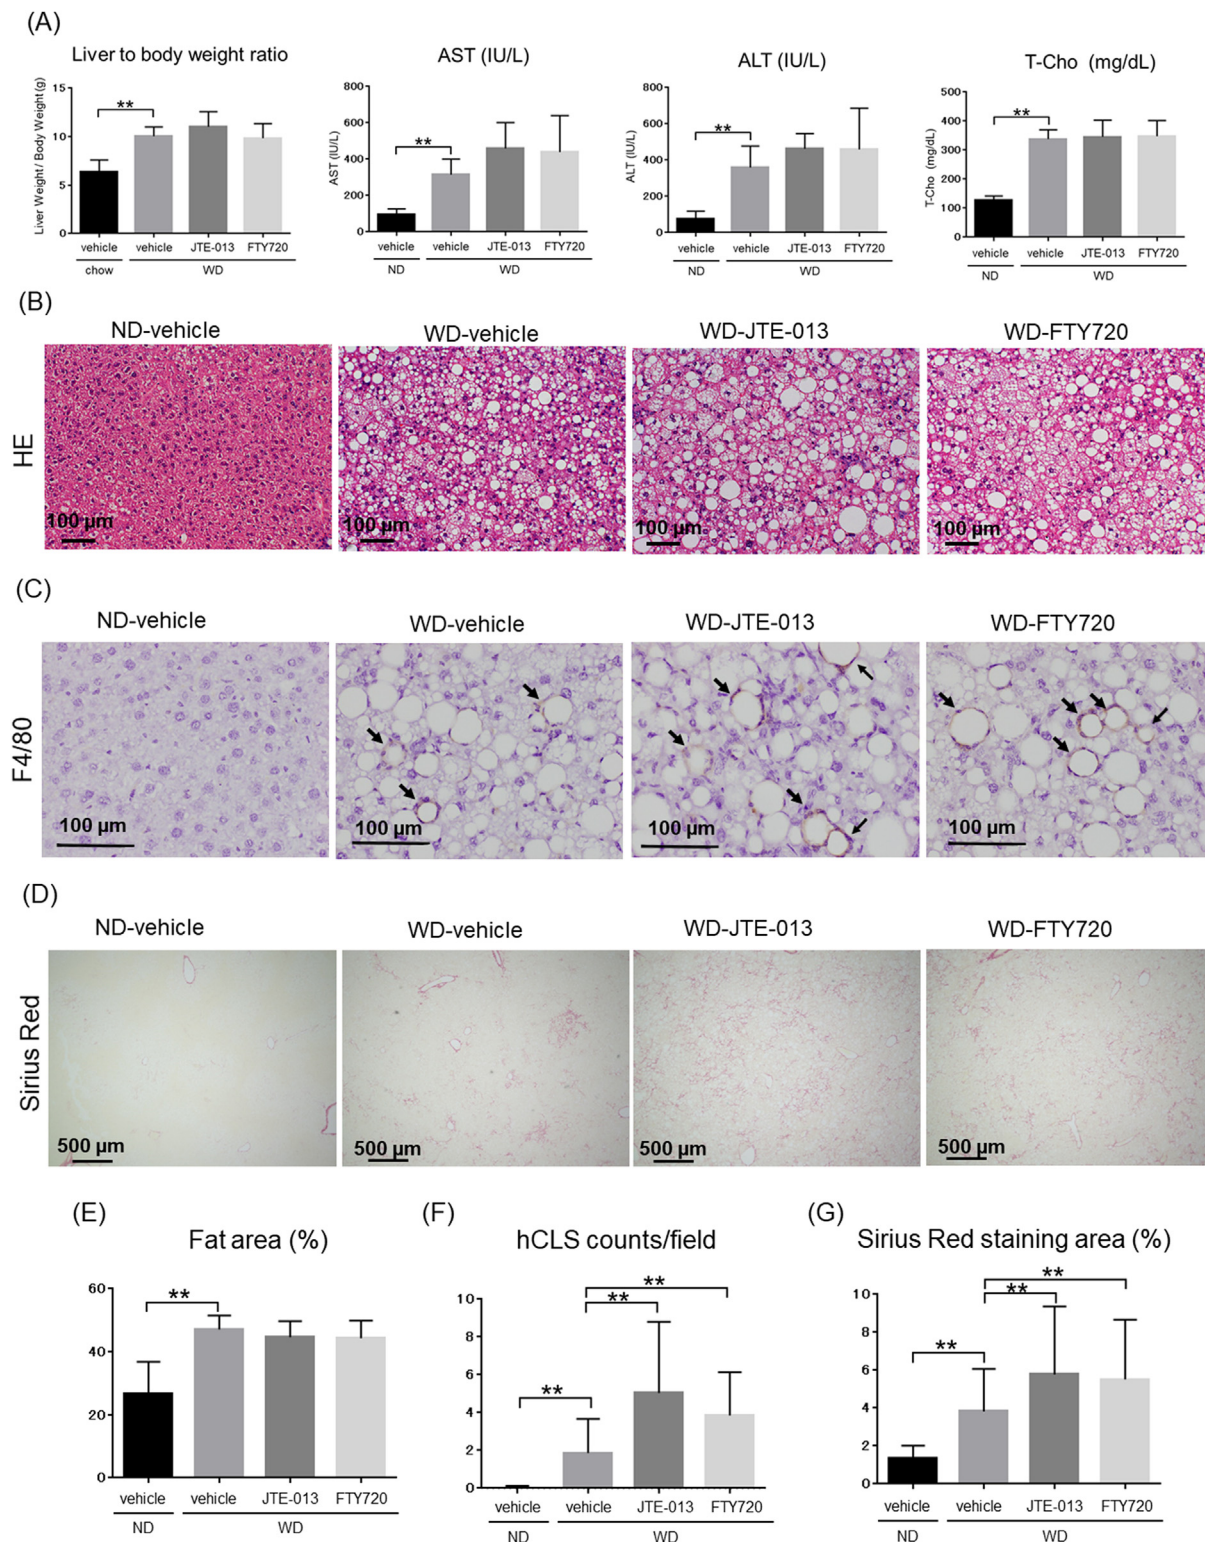 (A)
Liver to body weight ratio
AST (IU/L)
ALT (IU/L)
T-Cho (mg/dL)
Liver Weight/ Body Weight (g)
15
10
5
0
**
vehicle vehicle JTE-013 FTY720
chow WD
AST (IU/L)
800
600
400
200
0
**
vehicle vehicle JTE-013 FTY720
ND WD
ALT (IU/L)
800
600
400
200
0
**
vehicle vehicle JTE-013 FTY720
ND WD
T-Cho (mg/dL)
500
400
300
200
100
0
**
vehicle vehicle JTE-013 FTY720
ND WD
(B)
ND-vehicle WD-vehicle WD-JTE-013 WD-FTY720
HE
100 µm 100 µm 100 µm 100 µm
(C)
ND-vehicle WD-vehicle WD-JTE-013 WD-FTY720
F4/80
100 µm 100 µm 100 µm 100 µm
(D)
ND-vehicle WD-vehicle WD-JTE-013 WD-FTY720
Sirius Red
500 µm 500 µm 500 µm 500 µm
(E)
Fat area (%)
60
40
20
0
**
vehicle vehicle JTE-013 FTY720
ND WD
(F)
hCLS counts/field
10
8
6
4
2
0
**
**
**
vehicle vehicle JTE-013 FTY720
ND WD
(G)
Sirius Red staining area (%)
10
8
6
4
2
0
**
**
**
vehicle vehicle JTE-013 FTY720
ND WD